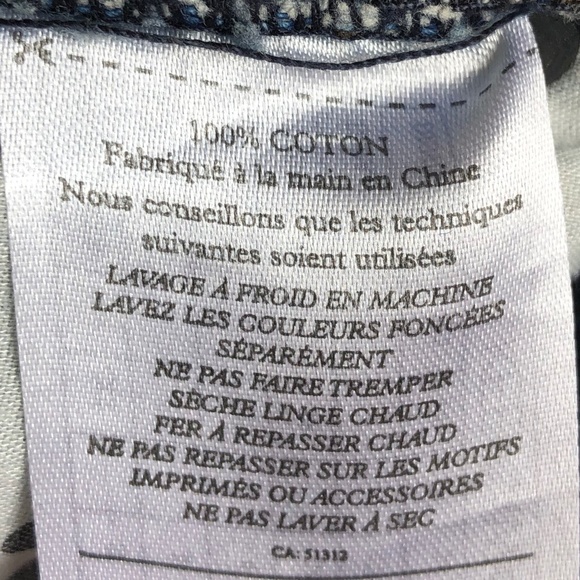 100% COTON
Fabriqué à la main en Chine
Nous conseillons que les techniques
suivantes soient utilisées
LAVAGE À FROID EN MACHINE
LAVEZ LES COULEURS FONCÉES
SÉPARÉMENT
NE PAS FAIRE TREMPER
SÈCHE LINGE CHAUD
FER À REPASSER CHAUD
NE PAS REPASSER SUR LES MOTIFS
IMPRIMÉS OU ACCESSOIRES
NE PAS LAVER À SEC
CA: 51312